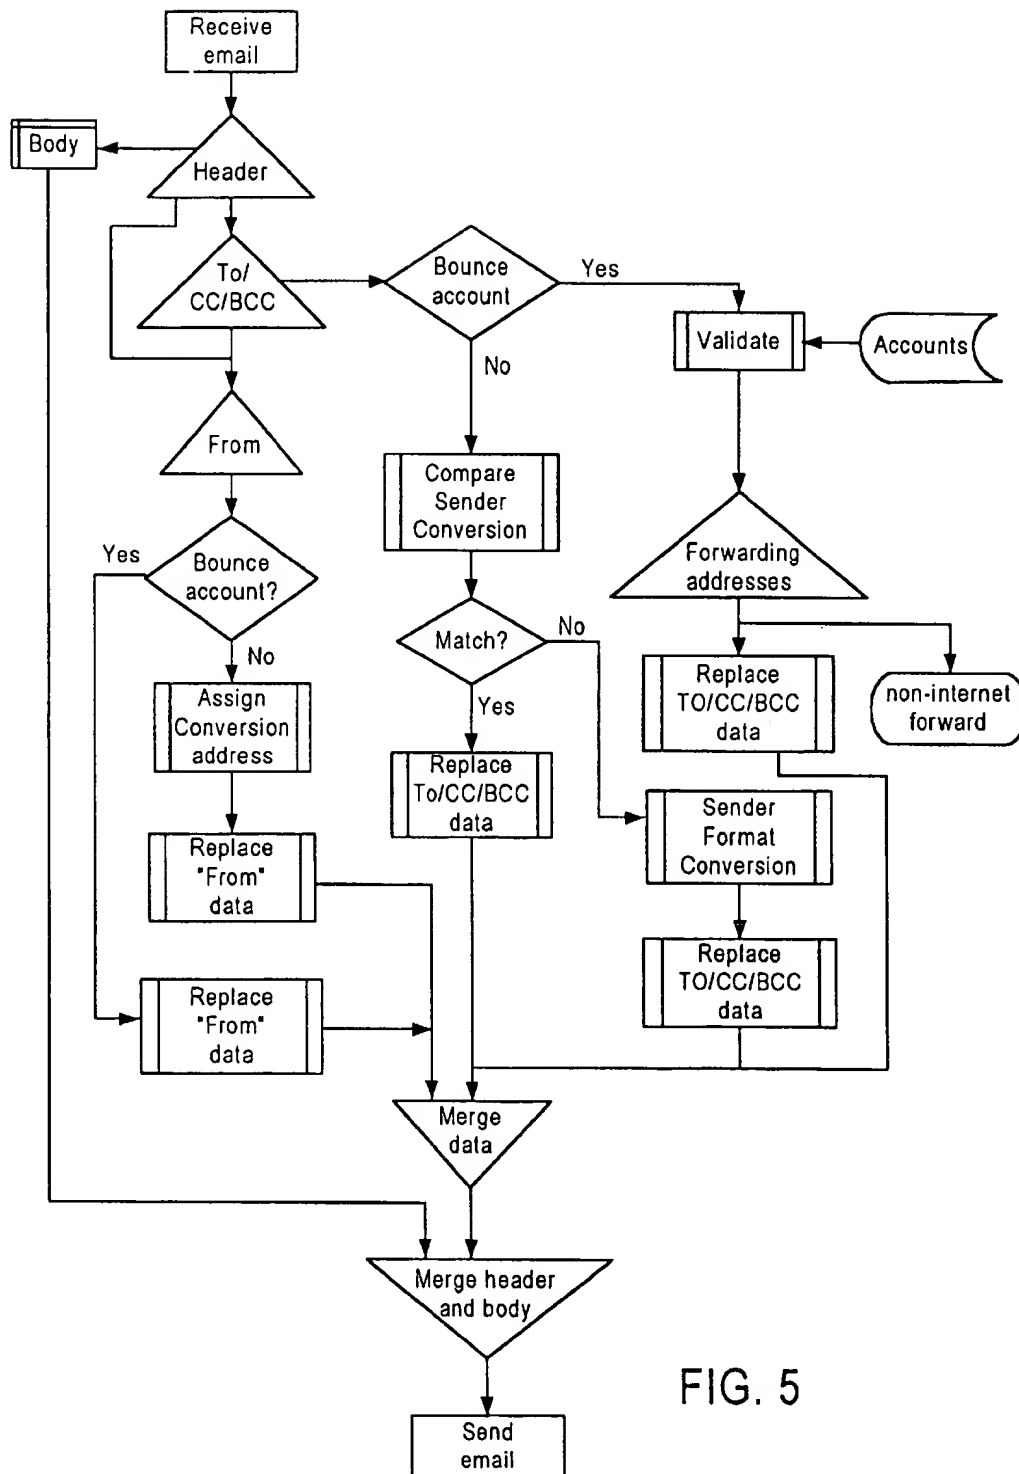 Receive
email
Body
Header
To/
CC/BCC
Bounce
account
Yes
Validate
Accounts
No
From
Compare
Sender
Conversion
Forwarding
addresses
Yes
Bounce
account?
No
Match?
No
Yes
Assign
Conversion
address
Replace
TO/CC/BCC
data
non-internet
forward
Replace
To/CC/BCC
data
Sender
Format
Conversion
Replace
"From"
data
Replace
TO/CC/BCC
data
Replace
"From"
data
Merge
data
Merge header
and body
FIG. 5
Send
email